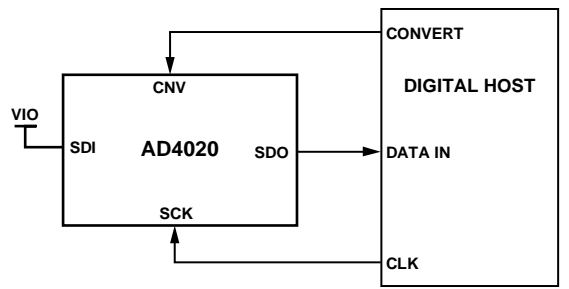 CONVERT
CNV
DIGITAL HOST
VIO
SDI
AD4020
SDO
DATA IN
SCK
CLK